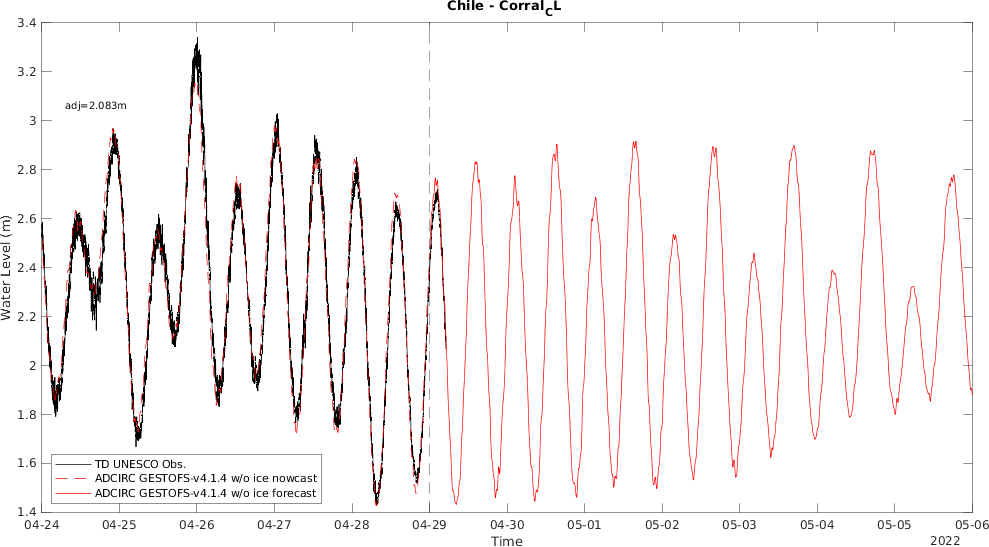 Chile - Corral_CL
3.4
3.2
3
2.8
2.6
2.4
2.2
2
1.8
1.6
1.4
Water Level (m)
adj=2.083m
TD UNESCO Obs.
ADCIRC GESTOFS-v4.1.4 w/o ice nowcast
ADCIRC GESTOFS-v4.1.4 w/o ice forecast
04-24 04-25 04-26 04-27 04-28 04-29 04-30 05-01 05-02 05-03 05-04 05-05 05-06
Time
2022